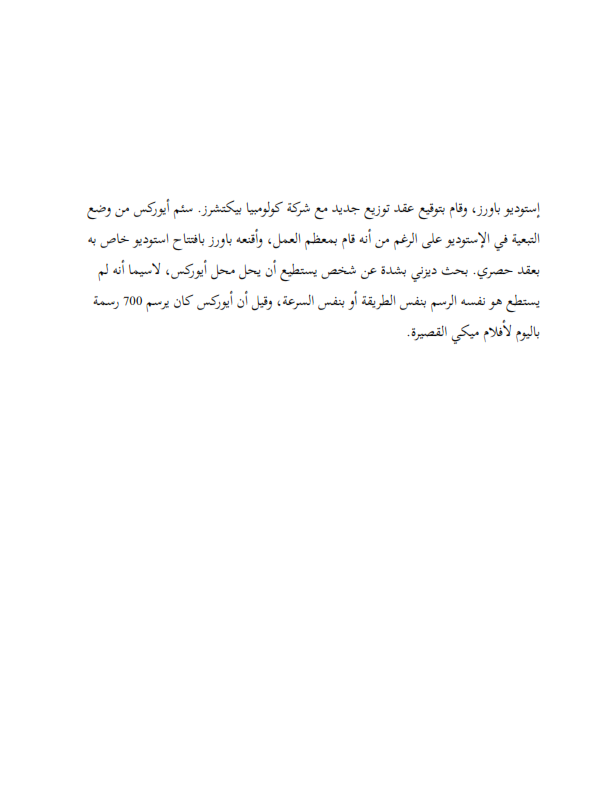 إستوديو باورز، وقام بتوقيع عقد توزيع جديد مع شركة كولومبيا بيكتشرز. سئم أيوركس من وضع
التبعية في الإستوديو على الرغم من أنه قام بمعظم العمل، وأقنعه باورز بافتتاح استوديو خاص به
بعقد حصري. بحث ديزني بشدة عن شخص يستطيع أن يحل محل أيوركس، لاسيما أنه لم
يستطع هو نفسه الرسم بنفس الطريقة أو بنفس السرعة، وقيل أن أيوركس كان يرسم 700 رسمة
باليوم لأفلام ميكي القصيرة.